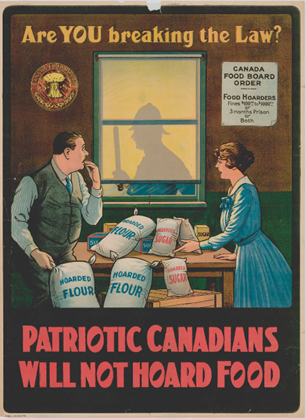 Are YOU breaking the Law?
CANADA
FOOD BOARD
ORDER
FOOD HOARDERS
3 months Prison
or
Both
HOARDED
FLOUR
HOARDED
SUGAR
HOARDED
FLOUR
HOARDED
FLOUR
HOARDED
SUGAR
PATRIOTIC CANADIANS
WILL NOT HOARD FOOD